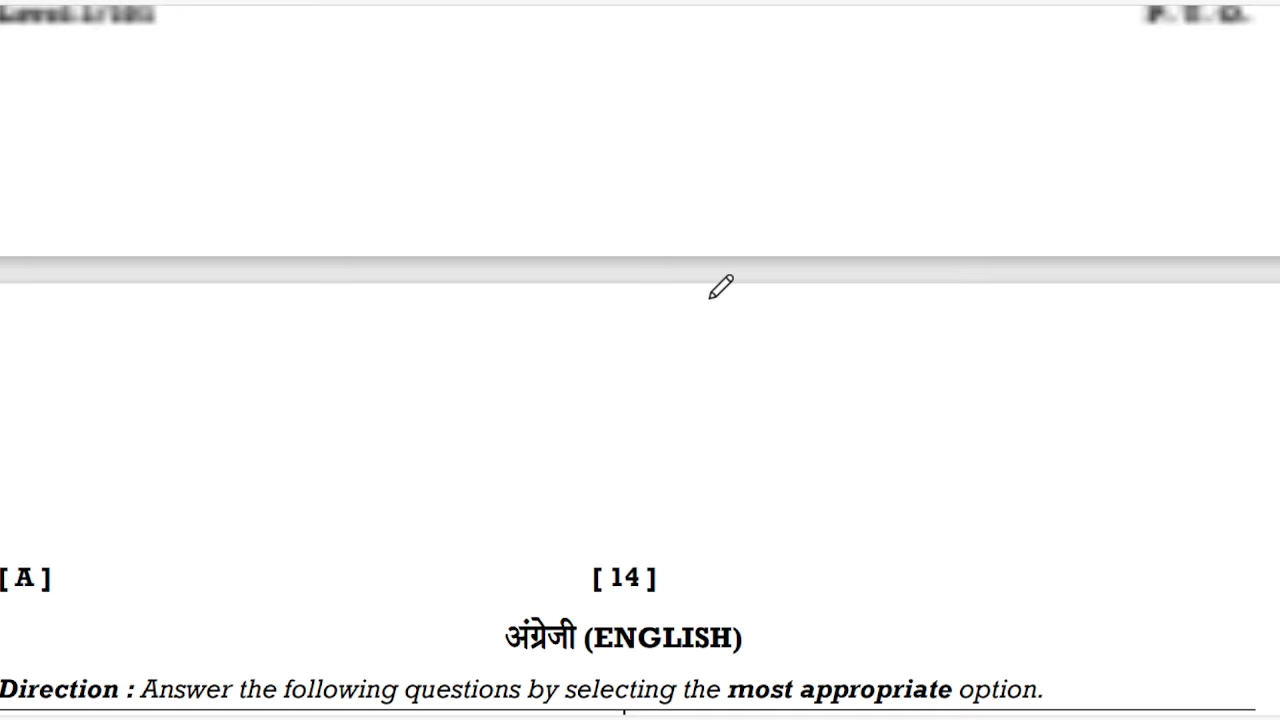 P. T. O.
[ A ]
[ 14 ]
अंग्रेजी (ENGLISH)
Direction : Answer the following questions by selecting the most appropriate option.